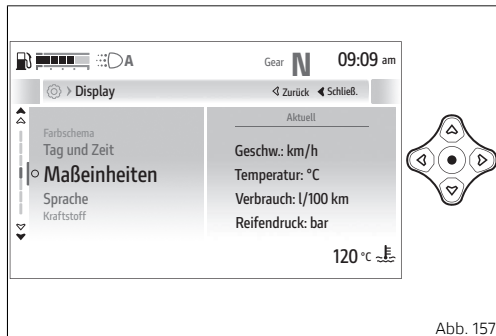 A Gear N 09:09 am
Display Zurück Schließ.
Farbschema
Tag und Zeit
Maßeinheiten
Sprache
Kraftstoff
Aktuell
Geschw.: km/h
Temperatur: °C
Verbrauch: l/100 km
Reifendruck: bar
120 °C
Abb. 157